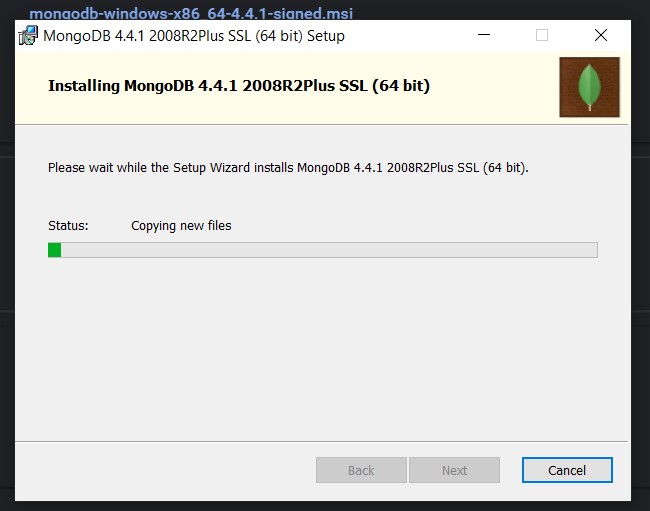 mongodb-windows-x86_64-4.4.1-signed.msi
MongoDB 4.4.1 2008R2Plus SSL (64 bit) Setup
Installing MongoDB 4.4.1 2008R2Plus SSL (64 bit)
Please wait while the Setup Wizard installs MongoDB 4.4.1 2008R2Plus SSL (64 bit).
Status: Copying new files
Back Next Cancel